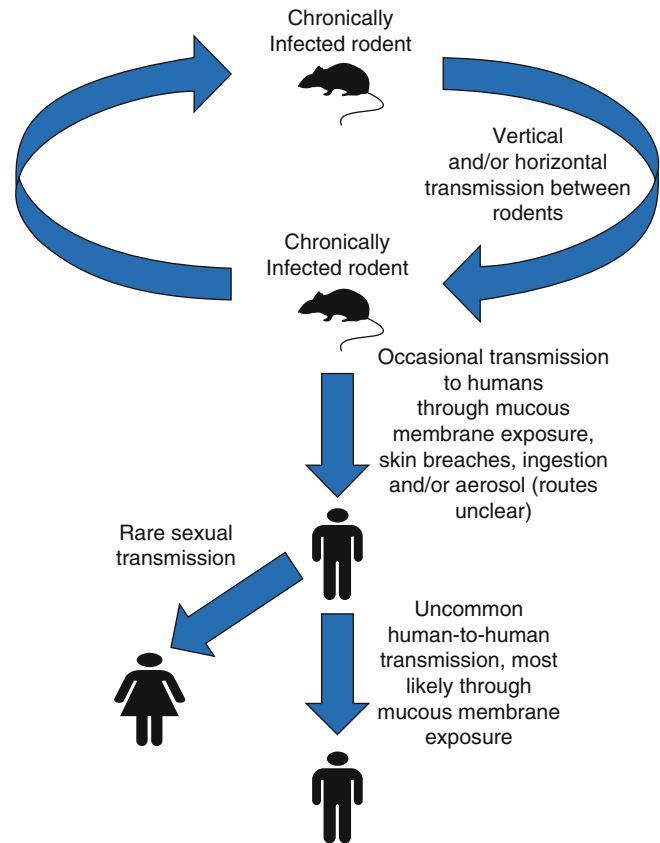 Chronically
Infected rodent
Vertical
and/or horizontal
transmission between
rodents
Chronically
Infected rodent
Occasional transmission
to humans
through mucous
membrane exposure,
skin breaches, ingestion
and/or aerosol (routes
unclear)
Rare sexual
transmission
Uncommon
human-to-human
transmission, most
likely through
mucous membrane
exposure